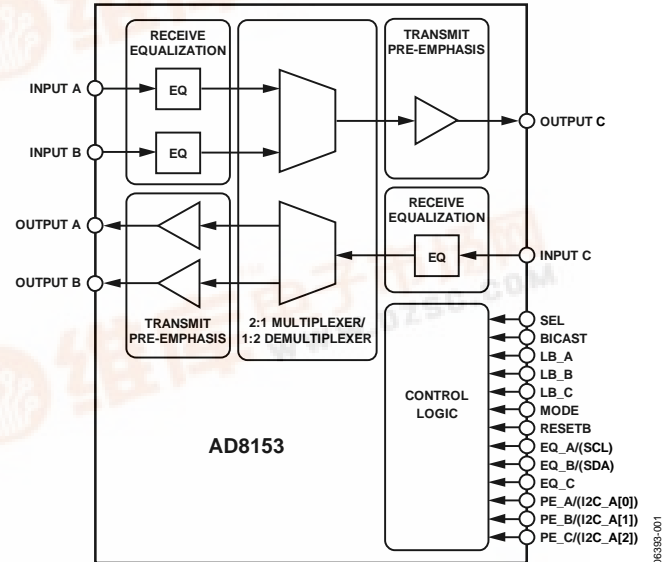 RECEIVE
EQUALIZATION
TRANSMIT
PRE-EMPHASIS
INPUT A
EQ
OUTPUT C
INPUT B
EQ
RECEIVE
EQUALIZATION
OUTPUT A
EQ
INPUT C
OUTPUT B
TRANSMIT
PRE-EMPHASIS
2:1 MULTIPLEXER/
1:2 DEMULTIPLEXER
CONTROL
LOGIC
SEL
BICAST
LB_A
LB_B
LB_C
MODE
RESETB
EQ_A/(SCL)
EQ_B/(SDA)
EQ_C
PE_A/(I2C_A[0])
PE_B/(I2C_A[1])
PE_C/(I2C_A[2])
AD8153
06393-001